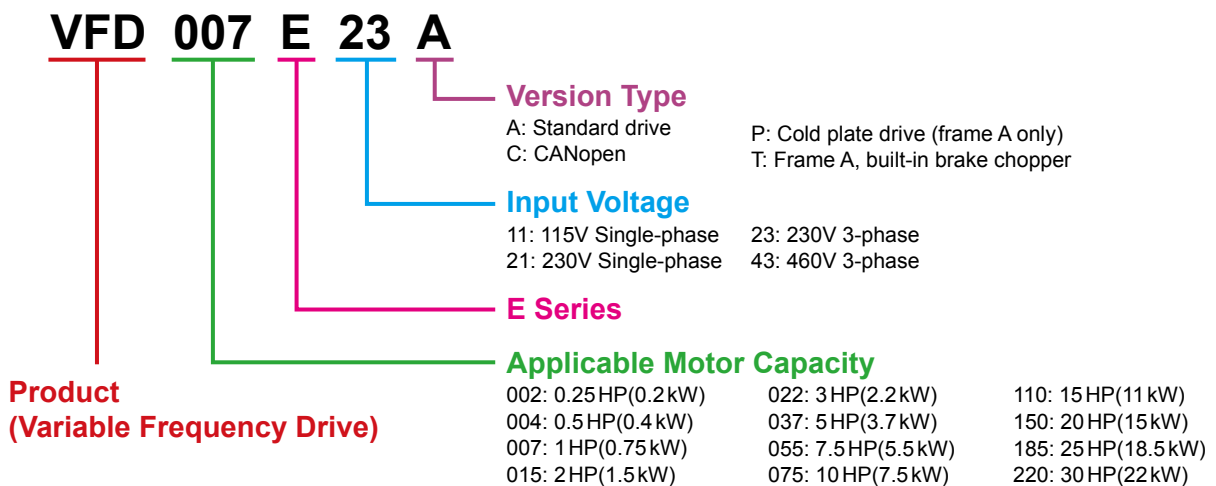 VFD 007 E 23 A
Version Type
A: Standard drive
C: CANopen
P: Cold plate drive (frame A only)
T: Frame A, built-in brake chopper
Input Voltage
11: 115V Single-phase
21: 230V Single-phase
23: 230V 3-phase
43: 460V 3-phase
E Series
Applicable Motor Capacity
002: 0.25HP(0.2kW)
004: 0.5HP(0.4kW)
007: 1HP(0.75kW)
015: 2HP(1.5kW)
022: 3HP(2.2kW)
037: 5HP(3.7kW)
055: 7.5HP(5.5kW)
075: 10HP(7.5kW)
110: 15HP(11kW)
150: 20HP(15kW)
185: 25HP(18.5kW)
220: 30HP(22kW)
Product
(Variable Frequency Drive)